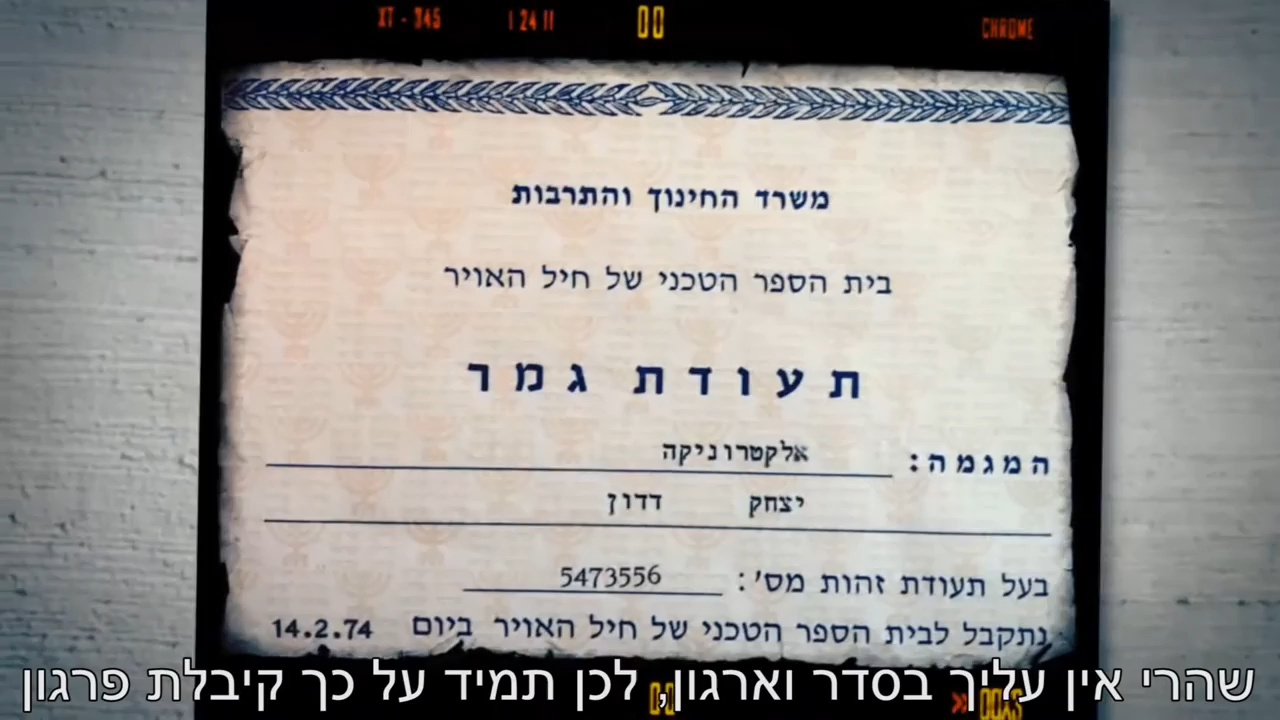 XT - 345 1 24 11 00 CHROME
משרד החינוך והתרבות
בית הספר הטכני של חיל האויר
תעודת גמר
המגמה: אלקטרוניקה
יצחק דדון
בעל תעודת זהות מס': 5473556
נתקבל לבית הספר הטכני של חיל האויר ביום 14.2.74
שהרי אין עליך בסדר וארגון, לכן תמיד על כך קיבלת פרגון